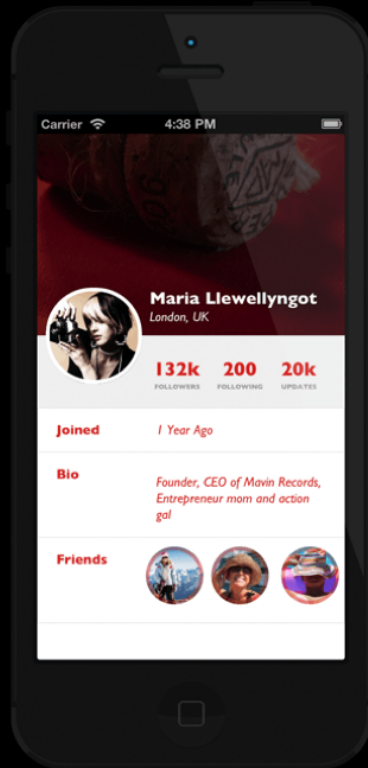 Carrier 4:38 PM
Maria Llewellyngot
London, UK
132k 200 20k
FOLLOWERS FOLLOWING UPDATES
Joined 1 Year Ago
Bio
Founder, CEO of Mavin Records,
Entrepreneur mom and action
gal
Friends